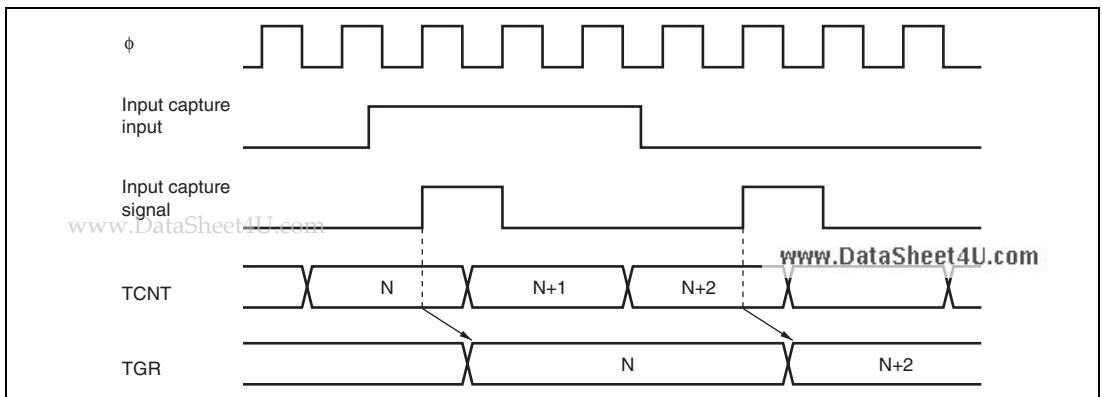 φ
Input capture
input
Input capture
signal
www.DataSheet4U.com
www.DataSheet4U.com
TCNT N N+1 N+2
TGR N N+2